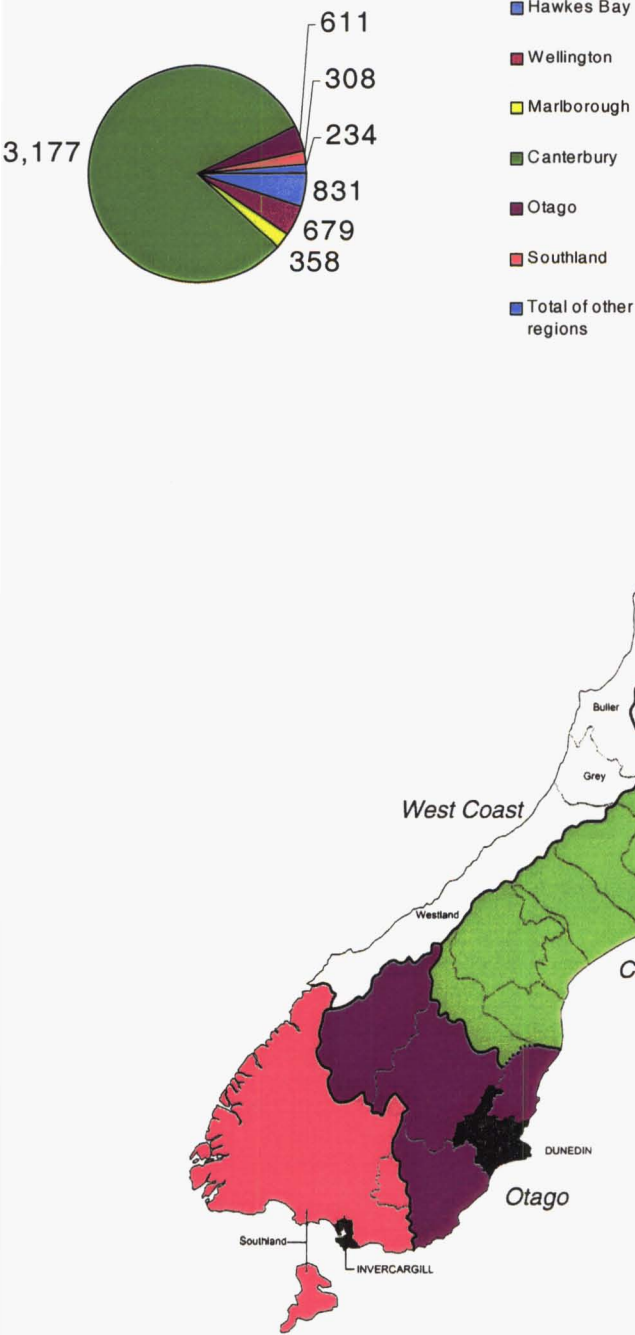 611
308
234
3,177
831
679
358
Hawkes Bay
Wellington
Marlborough
Canterbury
Otago
Southland
Total of other
regions
Buller
Grey
West Coast
Westland
C
DUNEDIN
Otago
Southland
INVERCARGILL